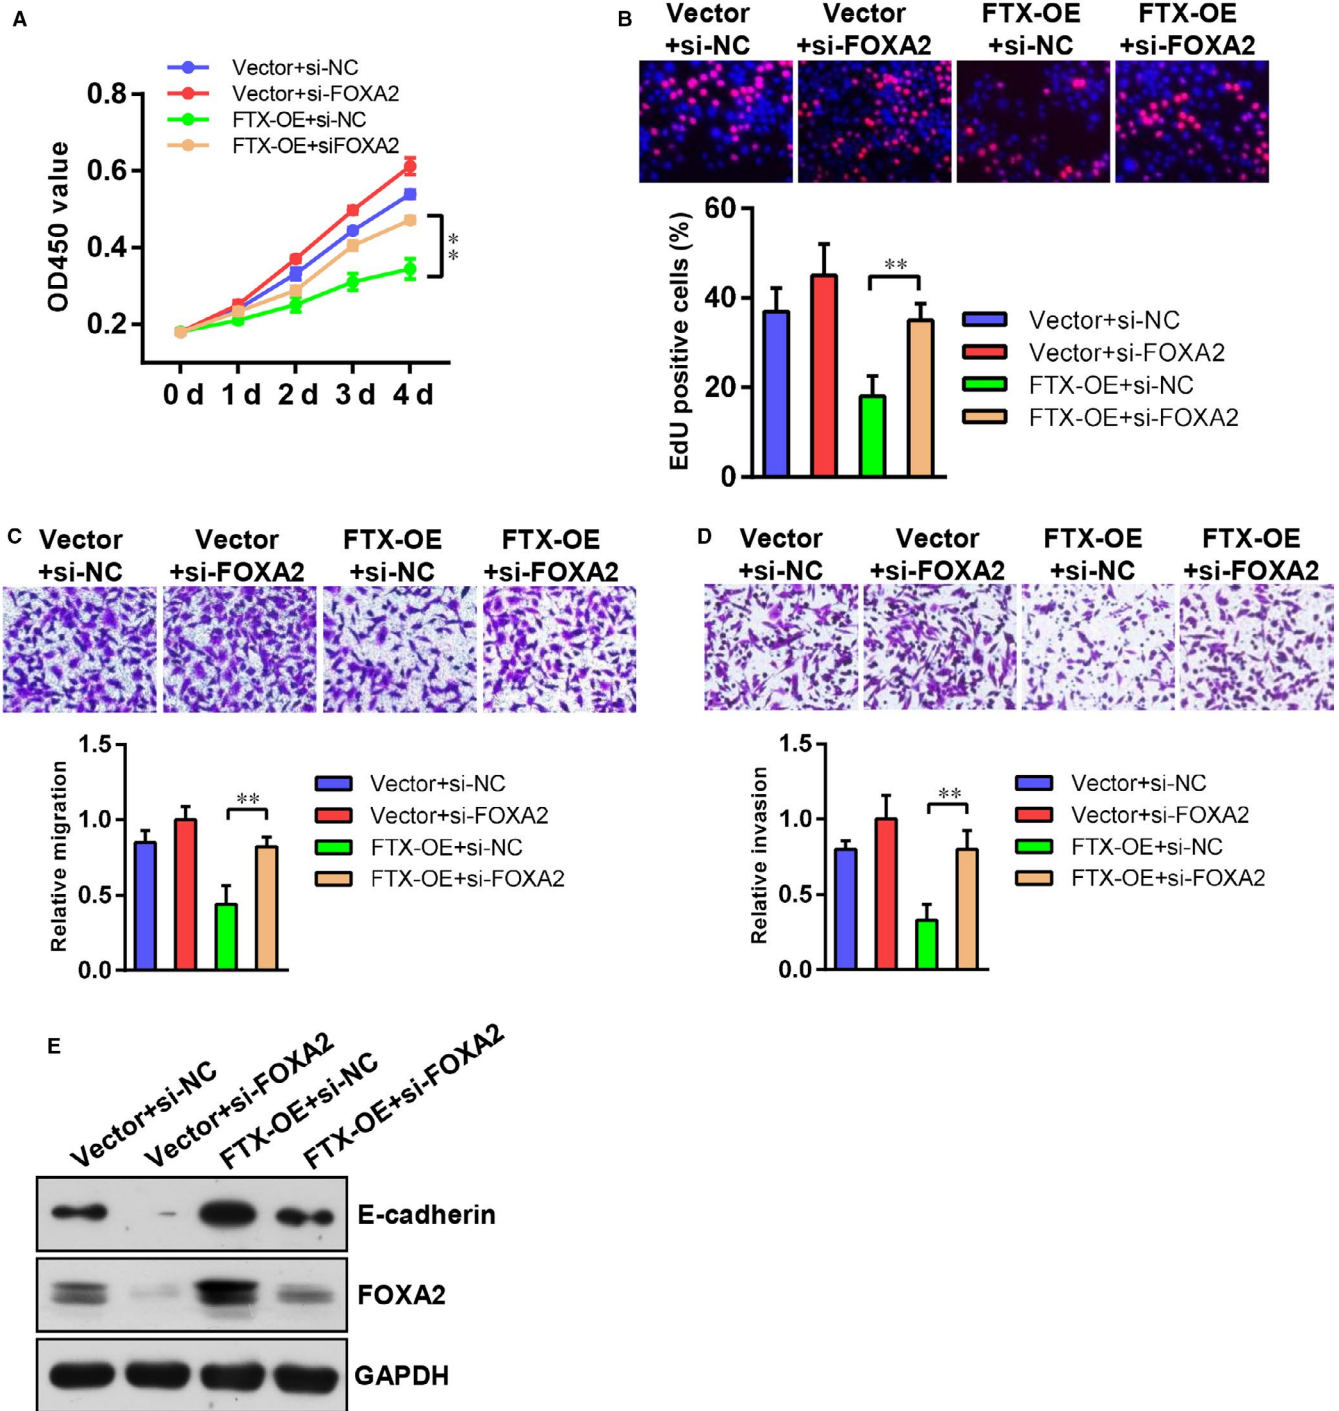 A
Vector+si-NC
Vector+si-FOXA2
FTX-OE+si-NC
FTX-OE+siFOXA2
OD450 value
0.8
0.6
0.4
0.2
0 d 1 d 2 d 3 d 4 d
**
B
Vector
+si-NC
Vector
+si-FOXA2
FTX-OE
+si-NC
FTX-OE
+si-FOXA2
EdU positive cells (%)
60
40
20
0
**
Vector+si-NC
Vector+si-FOXA2
FTX-OE+si-NC
FTX-OE+si-FOXA2
C
Vector
+si-NC
Vector
+si-FOXA2
FTX-OE
+si-NC
FTX-OE
+si-FOXA2
Relative migration
1.5
1.0
0.5
0.0
**
Vector+si-NC
Vector+si-FOXA2
FTX-OE+si-NC
FTX-OE+si-FOXA2
D
Vector
+si-NC
Vector
+si-FOXA2
FTX-OE
+si-NC
FTX-OE
+si-FOXA2
Relative invasion
1.5
1.0
0.5
0.0
**
Vector+si-NC
Vector+si-FOXA2
FTX-OE+si-NC
FTX-OE+si-FOXA2
E
Vector+si-NC
Vector+si-FOXA2
FTX-OE+si-NC
FTX-OE+si-FOXA2
E-cadherin
FOXA2
GAPDH